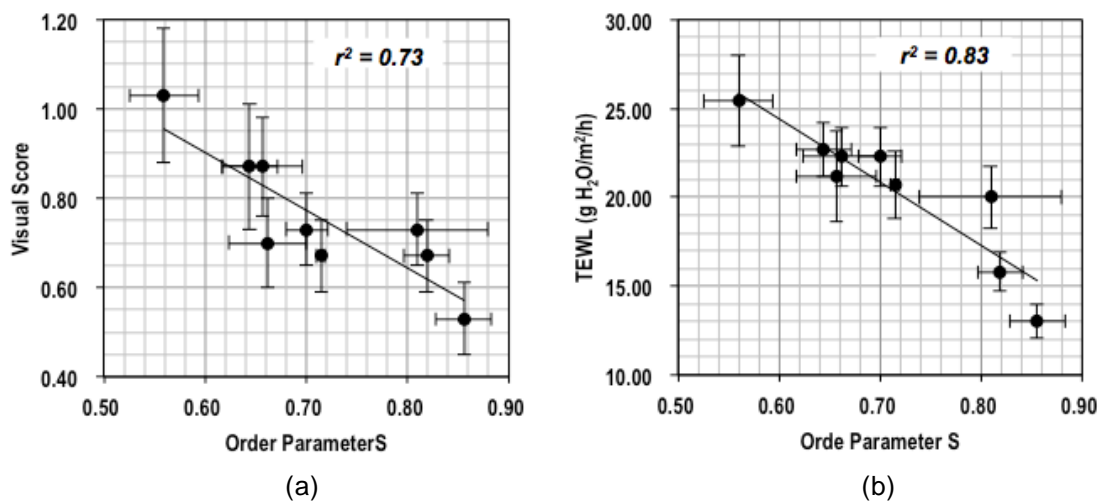 1.20
1.00
0.80
0.60
0.40
0.50 0.60 0.70 0.80 0.90
Visual Score
Order ParameterS
r² = 0.73
(a)
30.00
25.00
20.00
15.00
10.00
0.50 0.60 0.70 0.80 0.90
TEWL (g H₂O/m²/h)
Orde Parameter S
r² = 0.83
(b)